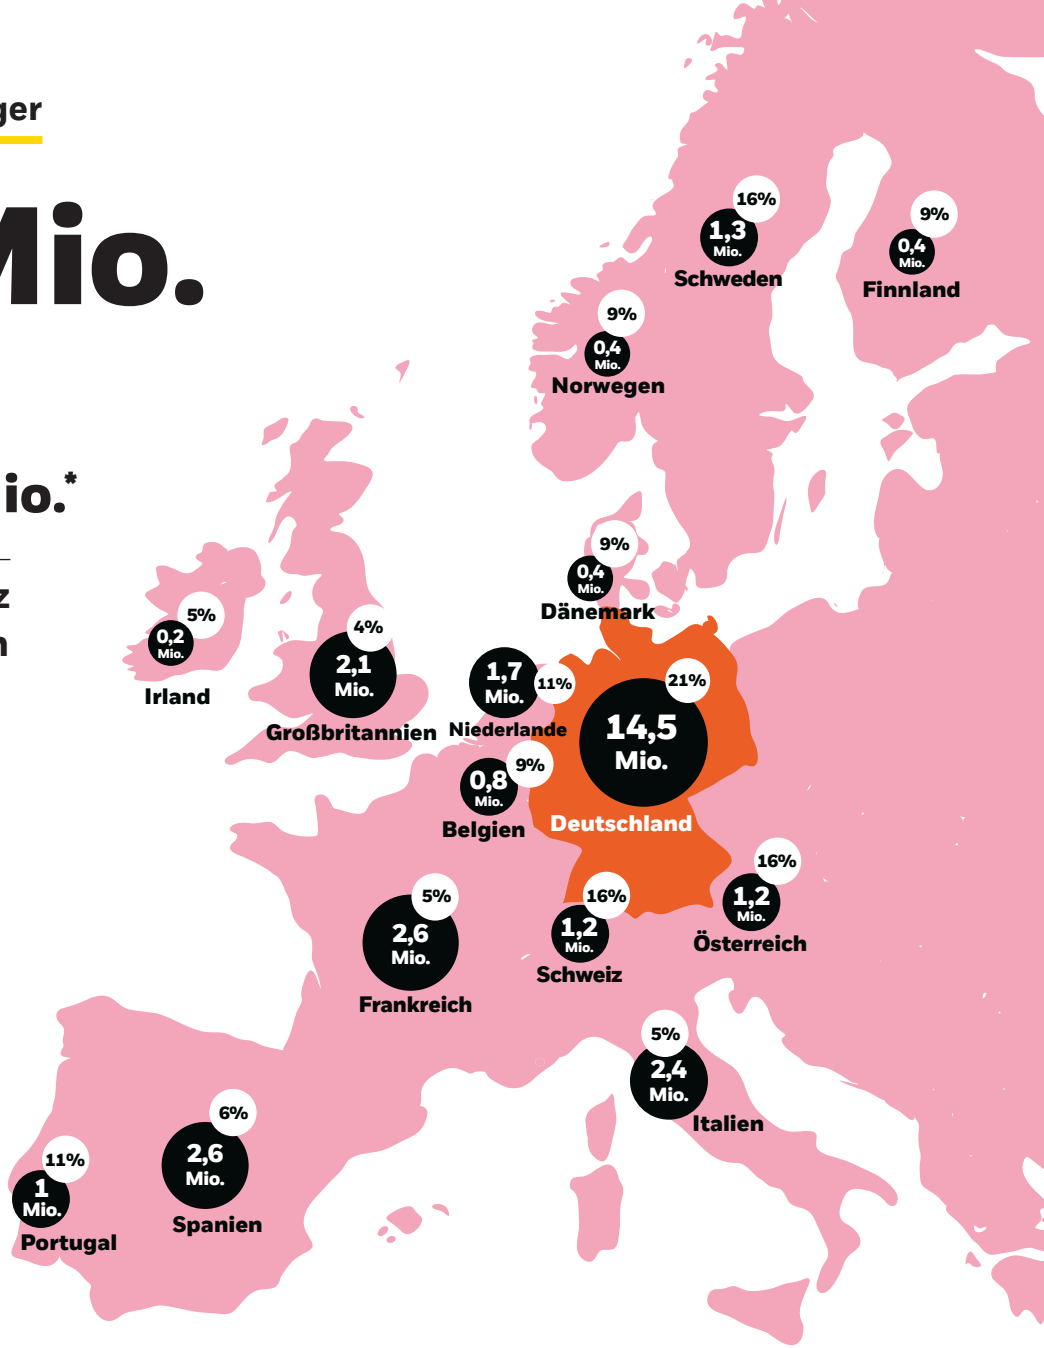 ger
Mio.
io.*
z
n
16%
1,3
Mio.
Schweden
9%
0,4
Mio.
Finnland
9%
0,4
Mio.
Norwegen
9%
0,4
Mio.
Dänemark
5%
0,2
Mio.
Irland
4%
2,1
Mio.
Großbritannien
1,7
Mio.
11%
Niederlande
21%
14,5
Mio.
Deutschland
9%
0,8
Mio.
Belgien
16%
1,2
Mio.
Österreich
16%
1,2
Mio.
Schweiz
5%
2,6
Mio.
Frankreich
5%
2,4
Mio.
Italien
6%
2,6
Mio.
Spanien
11%
1
Mio.
Portugal